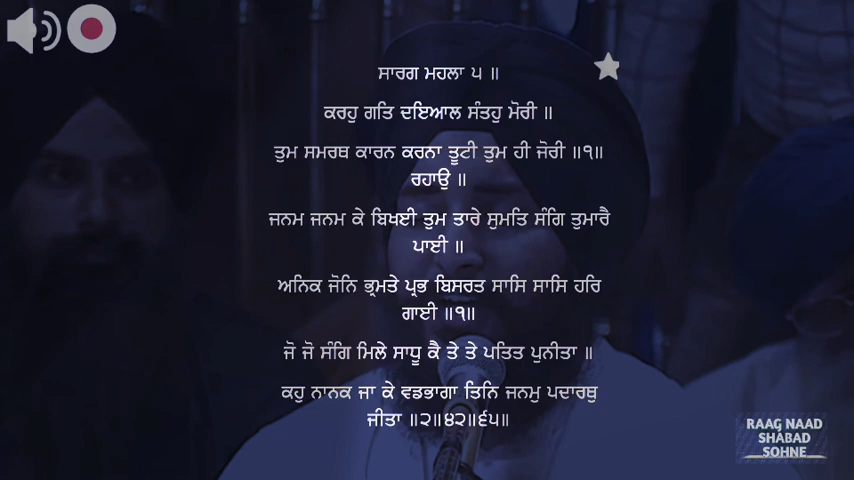 ਸਾਰਗ ਮਹਲਾ ੫ ॥
ਕਰਹੁ ਗਤਿ ਦਇਆਲ ਸੰਤਹੁ ਮੋਰੀ ॥
ਤੁਮ ਸਮਰਥ ਕਾਰਨ ਕਰਨਾ ਤੂਟੀ ਤੁਮ ਹੀ ਜੋਰੀ ॥੧॥
ਰਹਾਉ ॥
ਜਨਮ ਜਨਮ ਕੇ ਬਿਖਈ ਤੁਮ ਤਾਰੇ ਸੁਮਤਿ ਸੰਗਿ ਤੁਮਾਰੈ
ਪਾਈ ॥
ਅਨਿਕ ਜੋਨਿ ਭ੍ਰਮਤੇ ਪ੍ਰਭ ਬਿਸਰਤ ਸਾਸਿ ਸਾਸਿ ਹਰਿ
ਗਾਈ ॥੧॥
ਜੋ ਜੋ ਸੰਗਿ ਮਿਲੇ ਸਾਧੂ ਕੈ ਤੇ ਤੇ ਪਤਿਤ ਪੁਨੀਤਾ ॥
ਕਹੁ ਨਾਨਕ ਜਾ ਕੇ ਵਡਭਾਗਾ ਤਿਨਿ ਜਨਮੁ ਪਦਾਰਥੁ
ਜੀਤਾ ॥੨॥੪੨॥੬੫॥
RAAG NAAD
SHABAD
SOHNE